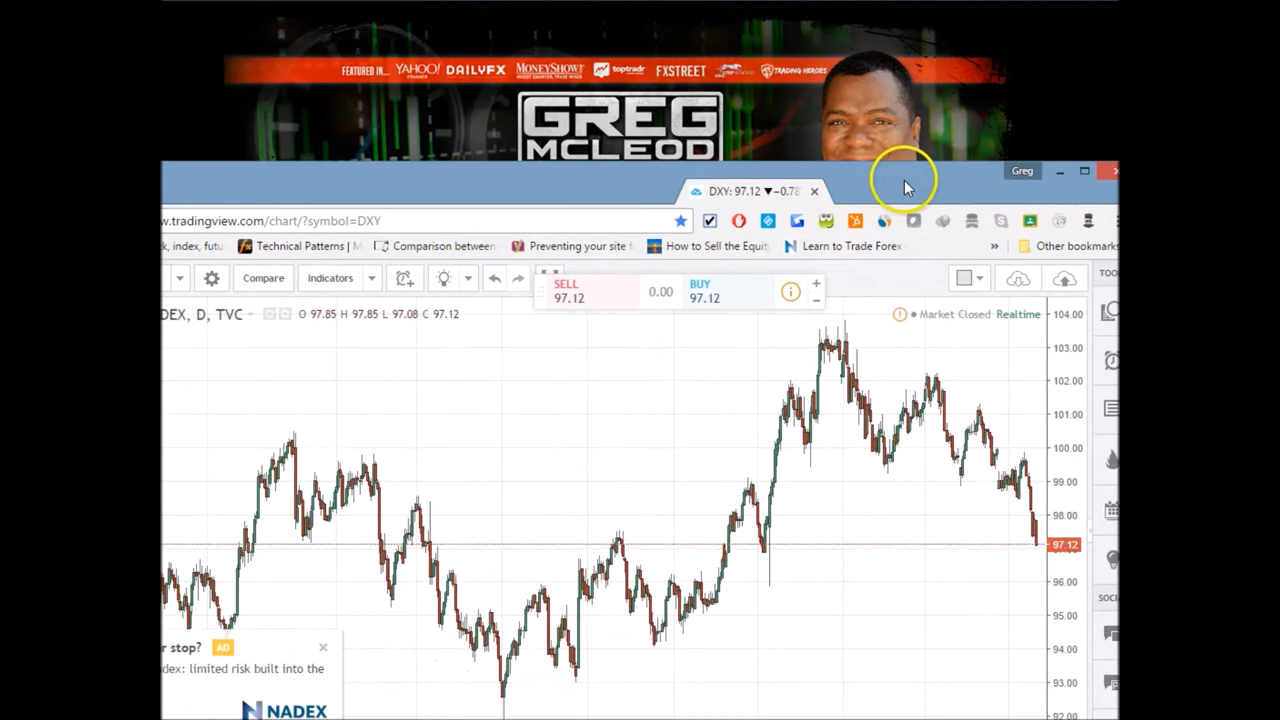 FEATURED IN... YAHOO! FINANCE DAILYFX MONEYSHOW toptradr FXSTREET TRADING HEROES
GREG
MCLEOD
Greg
DXY: 97.12 ▼−0.78
w.tradingview.com/chart/?symbol=DXY
k, index, futu Technical Patterns | M Comparison between Preventing your site f How to Sell the Equity Learn to Trade Forex » Other bookmarks
Compare Indicators
SELL
97.12
0.00
BUY
97.12
TOO
DEX, D, TVC O 97.85 H 97.85 L 97.08 C 97.12
Market Closed Realtime
104.00
103.00
102.00
101.00
100.00
99.00
98.00
97.12
96.00
95.00
94.00
93.00
92.00
SOCI
r stop? AD
dex: limited risk built into the
NADEX